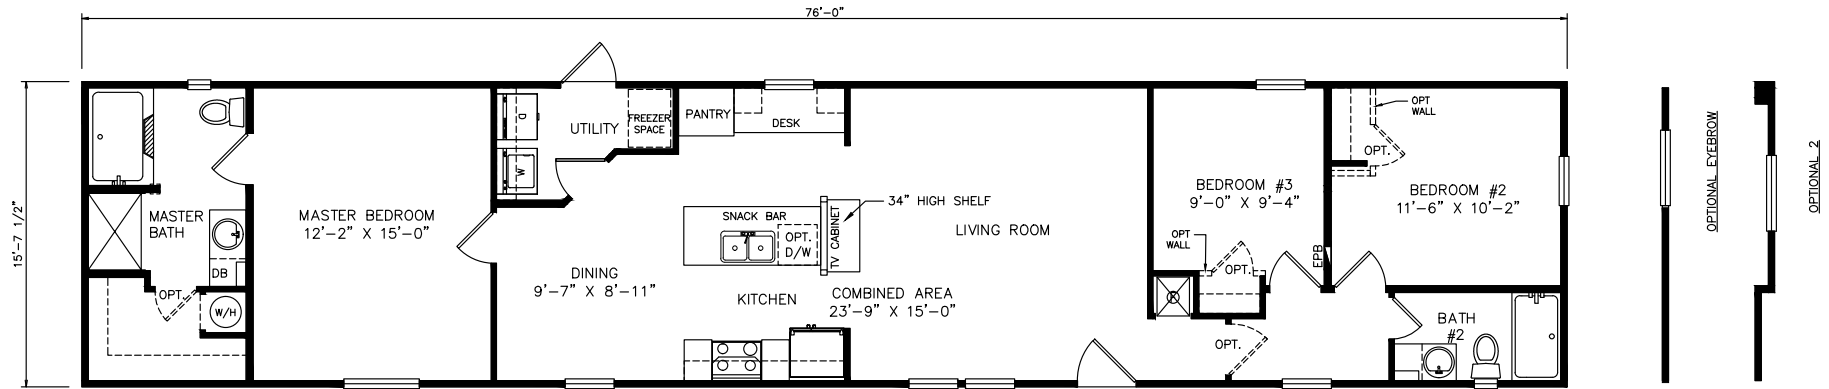 76'-0"
15'-7 1/2"
MASTER
BATH
DB
OPT.
W/H
MASTER BEDROOM
12'-2" X 15'-0"
D
W
UTILITY
FREEZER
SPACE
PANTRY
DESK
SNACK BAR
OPT.
D/W
TV CABINET
34" HIGH SHELF
LIVING ROOM
DINING
9'-7" X 8'-11"
KITCHEN
COMBINED AREA
23'-9" X 15'-0"
BEDROOM #3
9'-0" X 9'-4"
OPT
WALL
OPT.
EPB
OPT.
OPT
WALL
OPT.
BEDROOM #2
11'-6" X 10'-2"
BATH
#2
OPTIONAL EYEBROW
OPTIONAL 2